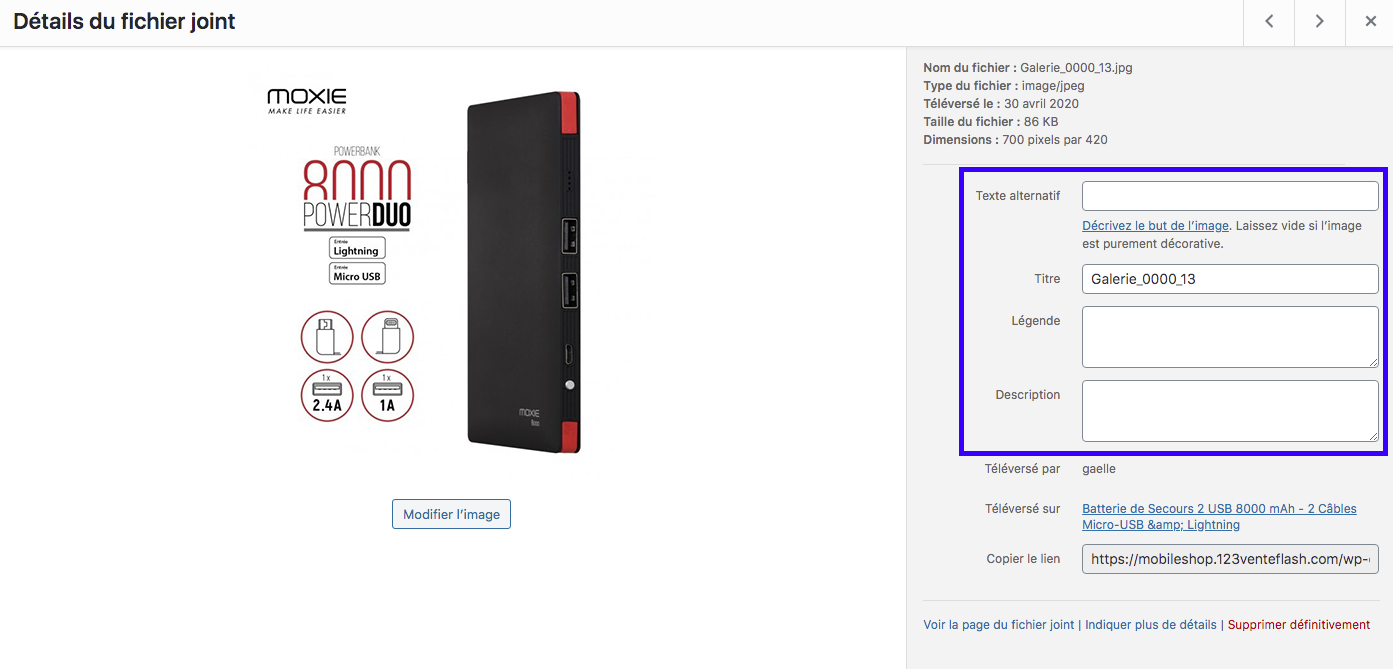 Détails du fichier joint
MOXIE
MAKE LIFE EASIER
POWERBANK
8000
POWERDUO
Entrée
Lightning
Entrée
Micro USB
1x
2.4A
1x
1A
MOXIE
Modifier l’image
Nom du fichier : Galerie_0000_13.jpg
Type du fichier : image/jpeg
Téléversé le : 30 avril 2020
Taille du fichier : 86 KB
Dimensions : 700 pixels par 420
Texte alternatif
Décrivez le but de l’image. Laissez vide si l’image
est purement décorative.
Titre
Galerie_0000_13
Légende
Description
Téléversé par
gaelle
Téléversé sur
Batterie de Secours 2 USB 8000 mAh - 2 Câbles
Micro-USB &amp; Lightning
Copier le lien
https://mobileshop.123venteflash.com/wp-
Voir la page du fichier joint | Indiquer plus de détails | Supprimer définitivement